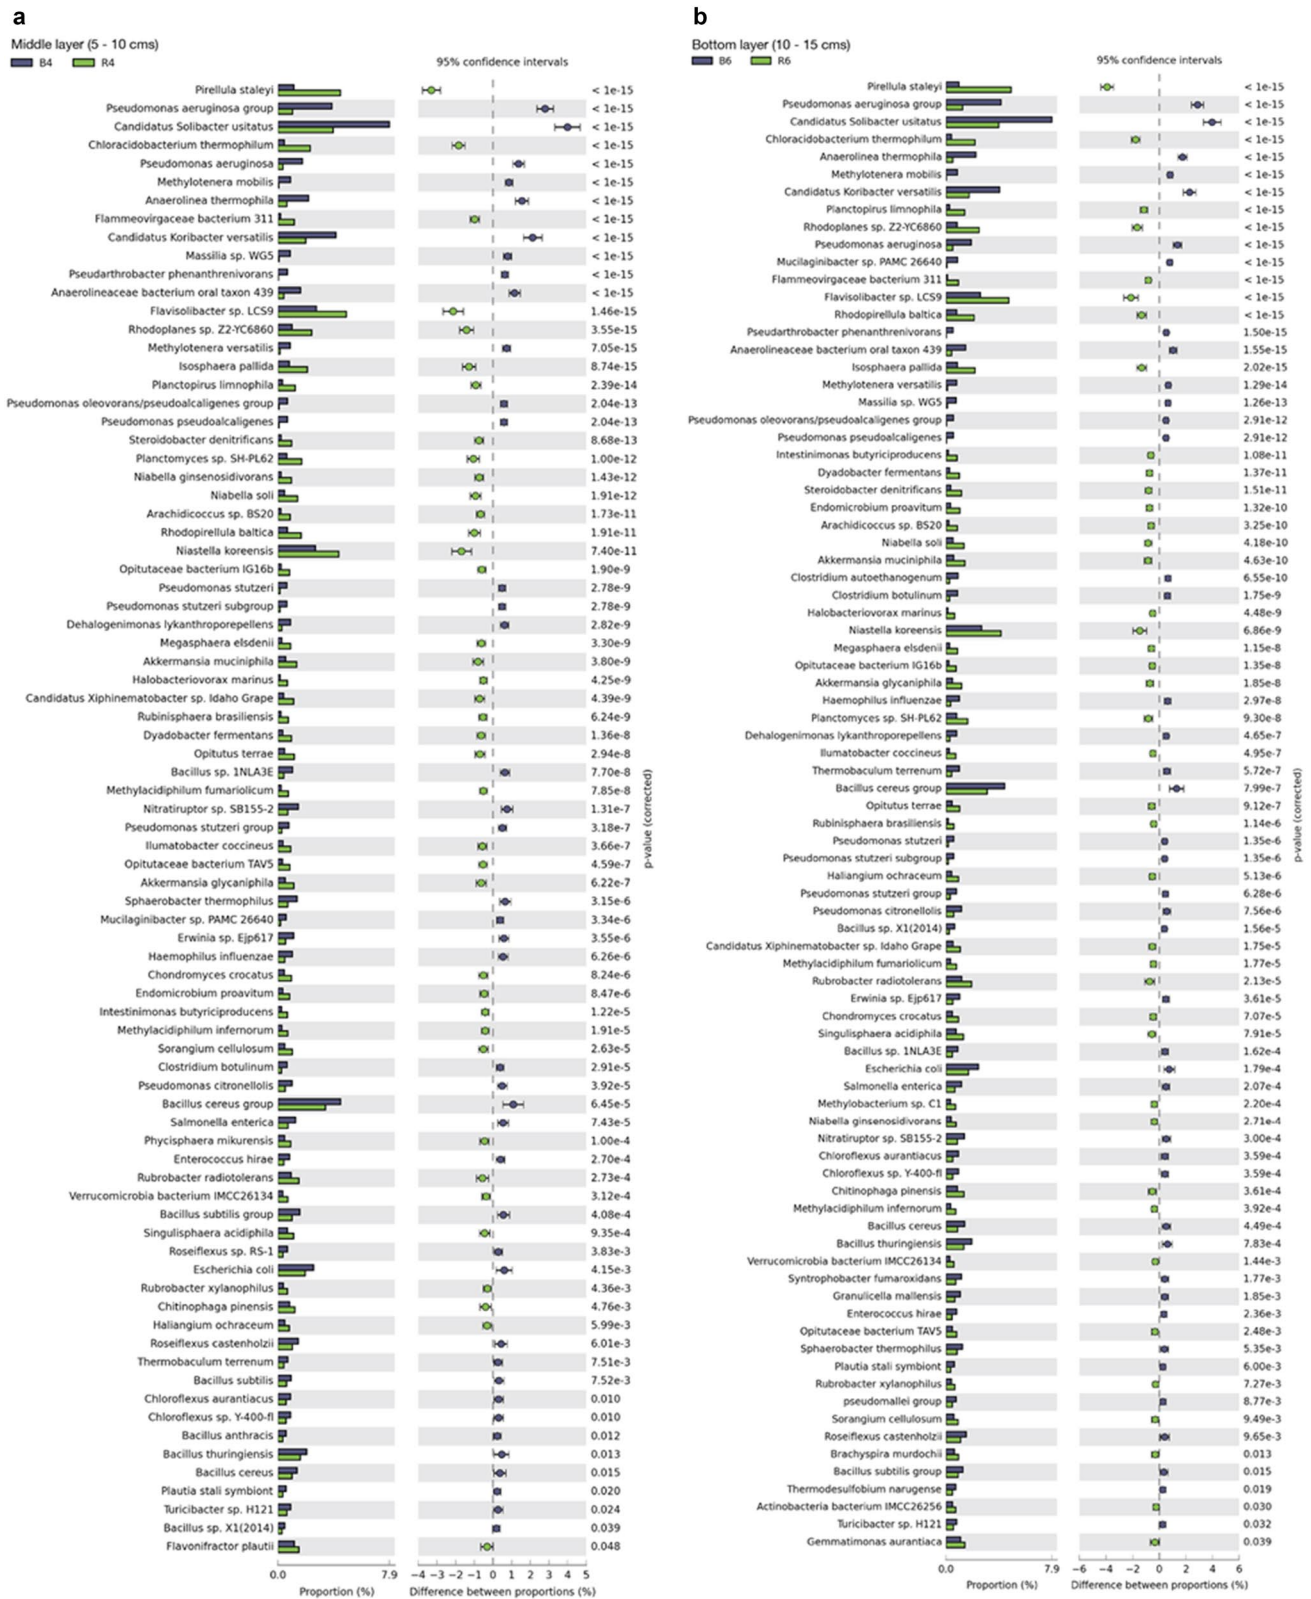 a
Middle layer (5 - 10 cms)
B4 R4
95% confidence intervals
Pirellula staleyi < 1e-15
Pseudomonas aeruginosa group < 1e-15
Candidatus Solibacter usitatus < 1e-15
Chloracidobacterium thermophilum < 1e-15
Pseudomonas aeruginosa < 1e-15
Methylotenera mobilis < 1e-15
Anaerolinea thermophila < 1e-15
Flammeovirgaceae bacterium 311 < 1e-15
Candidatus Koribacter versatilis < 1e-15
Massilia sp. WG5 < 1e-15
Pseudarthrobacter phenanthrenivorans < 1e-15
Anaerolineaceae bacterium oral taxon 439 < 1e-15
Flavisolibacter sp. LCS9 1.46e-15
Rhodoplanes sp. Z2-YC6860 3.55e-15
Methylotenera versatilis 7.05e-15
Isosphaera pallida 8.74e-15
Planctopirus limnophila 2.39e-14
Pseudomonas oleovorans/pseudoalcaligenes group 2.04e-13
Pseudomonas pseudoalcaligenes 2.04e-13
Steroidobacter denitrificans 8.68e-13
Planctomyces sp. SH-PL62 1.00e-12
Niabella ginsenosidivorans 1.43e-12
Niabella soli 1.91e-12
Arachidicoccus sp. BS20 1.73e-11
Rhodopirellula baltica 1.91e-11
Niastella koreensis 7.40e-11
Opitutaceae bacterium IG16b 1.90e-9
Pseudomonas stutzeri 2.78e-9
Pseudomonas stutzeri subgroup 2.78e-9
Dehalogenimonas lykanthroporepellens 2.82e-9
Megasphaera elsdenii 3.30e-9
Akkermansia muciniphila 3.80e-9
Halobacteriovorax marinus 4.25e-9
Candidatus Xiphinematobacter sp. Idaho Grape 4.39e-9
Rubinisphaera brasiliensis 6.24e-9
Dyadobacter fermentans 1.36e-8
Opitutus terrae 2.94e-8
Bacillus sp. 1NLA3E 7.70e-8
Methylacidiphilum fumariolicum 7.85e-8
Nitratiruptor sp. SB155-2 1.31e-7
Pseudomonas stutzeri group 3.18e-7
Ilumatobacter coccineus 3.66e-7
Opitutaceae bacterium TAV5 4.59e-7
Akkermansia glycaniphila 6.22e-7
Sphaerobacter thermophilus 3.15e-6
Mucilaginibacter sp. PAMC 26640 3.34e-6
Erwinia sp. Ejp617 3.55e-6
Haemophilus influenzae 6.26e-6
Chondromyces crocatus 8.24e-6
Endomicrobium proavitum 8.47e-6
Intestinimonas butyriciproducens 1.22e-5
Methylacidiphilum infernorum 1.91e-5
Sorangium cellulosum 2.63e-5
Clostridium botulinum 2.91e-5
Pseudomonas citronellolis 3.92e-5
Bacillus cereus group 6.45e-5
Salmonella enterica 7.43e-5
Phycisphaera mikurensis 1.00e-4
Enterococcus hirae 2.70e-4
Rubrobacter radiotolerans 2.73e-4
Verrucomicrobia bacterium IMCC26134 3.12e-4
Bacillus subtilis group 4.08e-4
Singulisphaera acidiphila 9.35e-4
Roseiflexus sp. RS-1 3.83e-3
Escherichia coli 4.15e-3
Rubrobacter xylanophilus 4.36e-3
Chitinophaga pinensis 4.76e-3
Haliangium ochraceum 5.99e-3
Roseiflexus castenholzii 6.01e-3
Thermobaculum terrenum 7.51e-3
Bacillus subtilis 7.52e-3
Chloroflexus aurantiacus 0.010
Chloroflexus sp. Y-400-fl 0.010
Bacillus anthracis 0.012
Bacillus thuringiensis 0.013
Bacillus cereus 0.015
Plautia stali symbiont 0.020
Turicibacter sp. H121 0.024
Bacillus sp. X1(2014) 0.039
Flavonifractor plautii 0.048
0.0 7.9 −4 −3 −2 −1 0 1 2 3 4 5
Proportion (%) Difference between proportions (%)
p-value (corrected)
b
Bottom layer (10 - 15 cms)
B6 R6
95% confidence intervals
Pirellula staleyi < 1e-15
Pseudomonas aeruginosa group < 1e-15
Candidatus Solibacter usitatus < 1e-15
Chloracidobacterium thermophilum < 1e-15
Anaerolinea thermophila < 1e-15
Methylotenera mobilis < 1e-15
Candidatus Koribacter versatilis < 1e-15
Planctopirus limnophila < 1e-15
Rhodoplanes sp. Z2-YC6860 < 1e-15
Pseudomonas aeruginosa < 1e-15
Mucilaginibacter sp. PAMC 26640 < 1e-15
Flammeovirgaceae bacterium 311 < 1e-15
Flavisolibacter sp. LCS9 < 1e-15
Rhodopirellula baltica < 1e-15
Pseudarthrobacter phenanthrenivorans 1.50e-15
Anaerolineaceae bacterium oral taxon 439 1.55e-15
Isosphaera pallida 2.02e-15
Methylotenera versatilis 1.29e-14
Massilia sp. WG5 1.26e-13
Pseudomonas oleovorans/pseudoalcaligenes group 2.91e-12
Pseudomonas pseudoalcaligenes 2.91e-12
Intestinimonas butyriciproducens 1.08e-11
Dyadobacter fermentans 1.37e-11
Steroidobacter denitrificans 1.51e-11
Endomicrobium proavitum 1.32e-10
Arachidicoccus sp. BS20 3.25e-10
Niabella soli 4.18e-10
Akkermansia muciniphila 4.63e-10
Clostridium autoethanogenum 6.55e-10
Clostridium botulinum 1.75e-9
Halobacteriovorax marinus 4.48e-9
Niastella koreensis 6.86e-9
Megasphaera elsdenii 1.15e-8
Opitutaceae bacterium IG16b 1.35e-8
Akkermansia glycaniphila 1.85e-8
Haemophilus influenzae 2.97e-8
Planctomyces sp. SH-PL62 9.30e-8
Dehalogenimonas lykanthroporepellens 4.65e-7
Ilumatobacter coccineus 4.95e-7
Thermobaculum terrenum 5.72e-7
Bacillus cereus group 7.99e-7
Opitutus terrae 9.12e-7
Rubinisphaera brasiliensis 1.14e-6
Pseudomonas stutzeri 1.35e-6
Pseudomonas stutzeri subgroup 1.35e-6
Haliangium ochraceum 5.13e-6
Pseudomonas stutzeri group 6.28e-6
Pseudomonas citronellolis 7.56e-6
Bacillus sp. X1(2014) 1.56e-5
Candidatus Xiphinematobacter sp. Idaho Grape 1.75e-5
Methylacidiphilum fumariolicum 1.77e-5
Rubrobacter radiotolerans 2.13e-5
Erwinia sp. Ejp617 3.61e-5
Chondromyces crocatus 7.07e-5
Singulisphaera acidiphila 7.91e-5
Bacillus sp. 1NLA3E 1.62e-4
Escherichia coli 1.79e-4
Salmonella enterica 2.07e-4
Methylobacterium sp. C1 2.20e-4
Niabella ginsenosidivorans 2.71e-4
Nitratiruptor sp. SB155-2 3.00e-4
Chloroflexus aurantiacus 3.59e-4
Chloroflexus sp. Y-400-fl 3.59e-4
Chitinophaga pinensis 3.61e-4
Methylacidiphilum infernorum 3.92e-4
Bacillus cereus 4.49e-4
Bacillus thuringiensis 7.83e-4
Verrucomicrobia bacterium IMCC26134 1.44e-3
Syntrophobacter fumaroxidans 1.77e-3
Granulicella mallensis 1.85e-3
Enterococcus hirae 2.36e-3
Opitutaceae bacterium TAV5 2.48e-3
Sphaerobacter thermophilus 5.35e-3
Plautia stali symbiont 6.00e-3
Rubrobacter xylanophilus 7.27e-3
pseudomallei group 8.77e-3
Sorangium cellulosum 9.49e-3
Roseiflexus castenholzii 9.65e-3
Brachyspira murdochii 0.013
Bacillus subtilis group 0.015
Thermodesulfobium narugense 0.019
Actinobacteria bacterium IMCC26256 0.030
Turicibacter sp. H121 0.032
Gemmatimonas aurantiaca 0.039
0.0 7.9 −6 −4 −2 0 2 4 6
Proportion (%) Difference between proportions (%)
p-value (corrected)